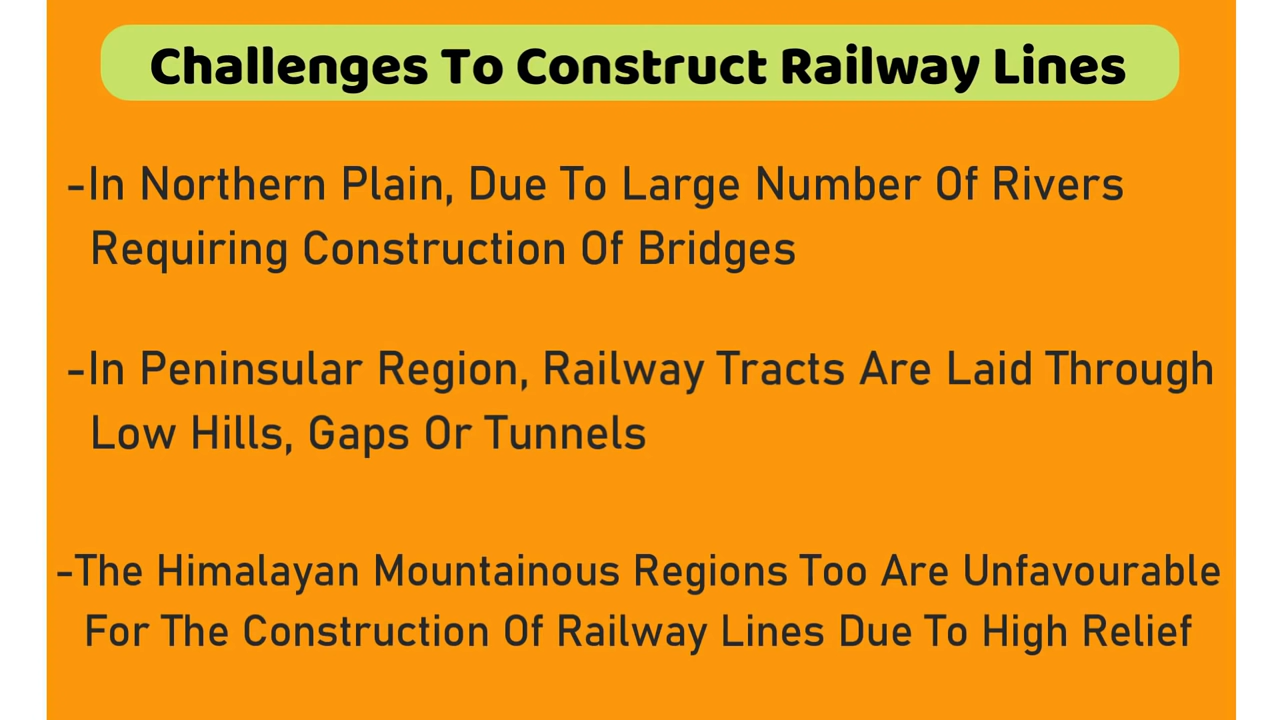 Challenges To Construct Railway Lines
-In Northern Plain, Due To Large Number Of Rivers
Requiring Construction Of Bridges
-In Peninsular Region, Railway Tracts Are Laid Through
Low Hills, Gaps Or Tunnels
-The Himalayan Mountainous Regions Too Are Unfavourable
For The Construction Of Railway Lines Due To High Relief